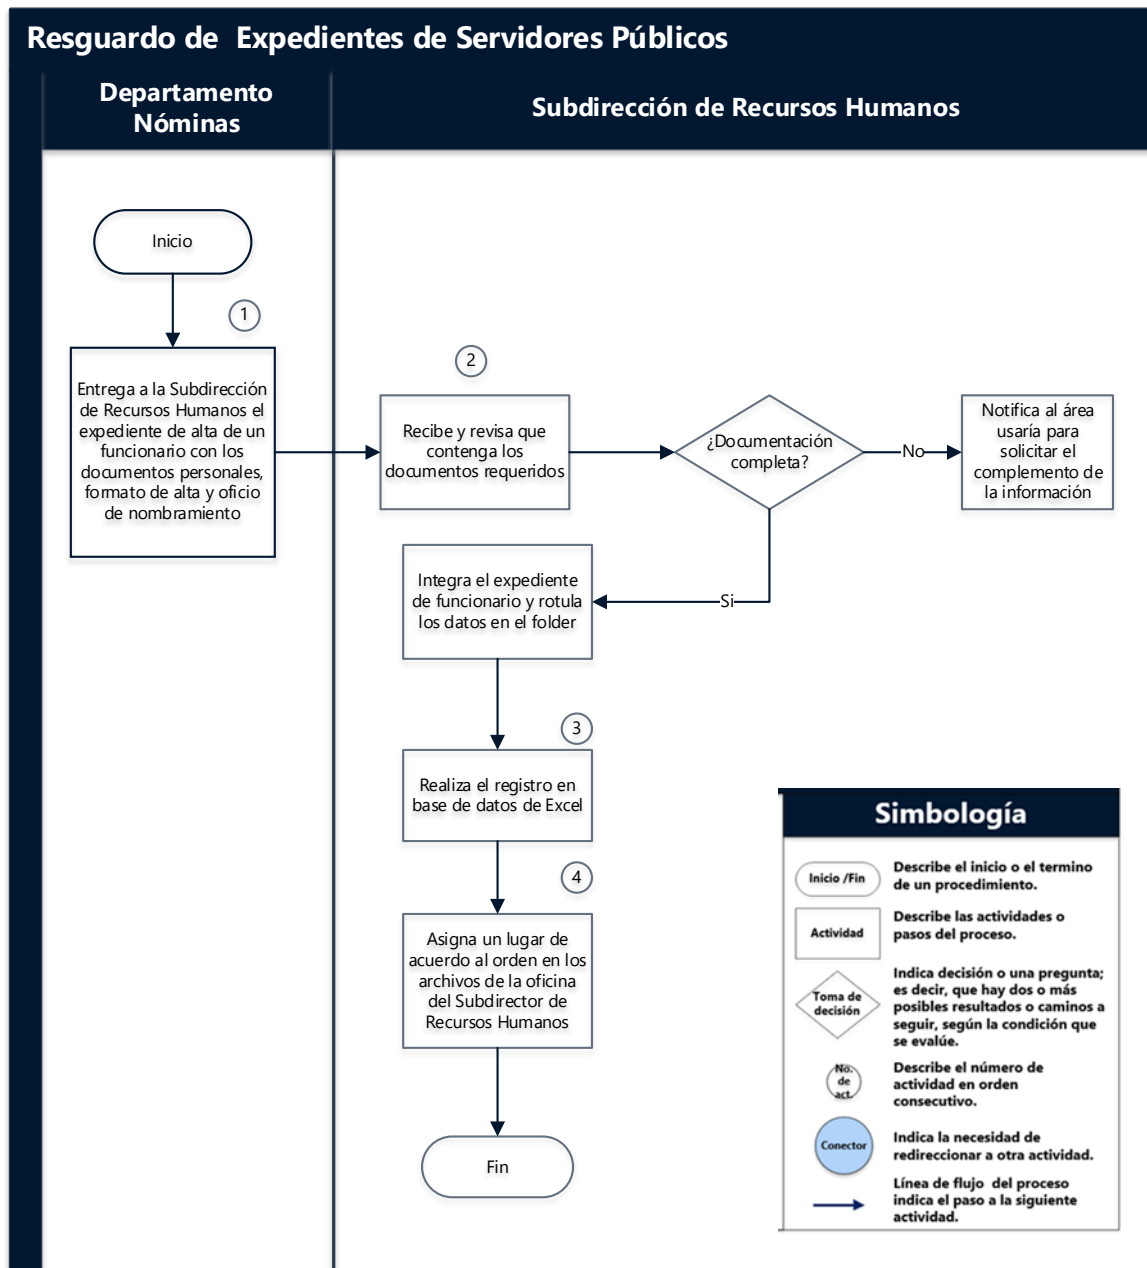 Resguardo de Expedientes de Servidores Públicos
Departamento
Nóminas
Subdirección de Recursos Humanos
Inicio
1
Entrega a la Subdirección
de Recursos Humanos el
expediente de alta de un
funcionario con los
documentos personales,
formato de alta y oficio
de nombramiento
2
Recibe y revisa que
contenga los
documentos requeridos
¿Documentación
completa?
No
Notifica al área
usaría para
solicitar el
complemento de
la información
Si
Integra el expediente
de funcionario y rotula
los datos en el folder
3
Realiza el registro en
base de datos de Excel
4
Asigna un lugar de
acuerdo al orden en los
archivos de la oficina
del Subdirector de
Recursos Humanos
Fin
Simbología
Inicio /Fin
Describe el inicio o el termino
de un procedimiento.
Actividad
Describe las actividades o
pasos del proceso.
Toma de
decisión
Indica decisión o una pregunta;
es decir, que hay dos o más
posibles resultados o caminos a
seguir, según la condición que
se evalúe.
No.
de
act.
Describe el número de
actividad en orden
consecutivo.
Conector
Indica la necesidad de
redireccionar a otra actividad.
Línea de flujo del proceso
indica el paso a la siguiente
actividad.